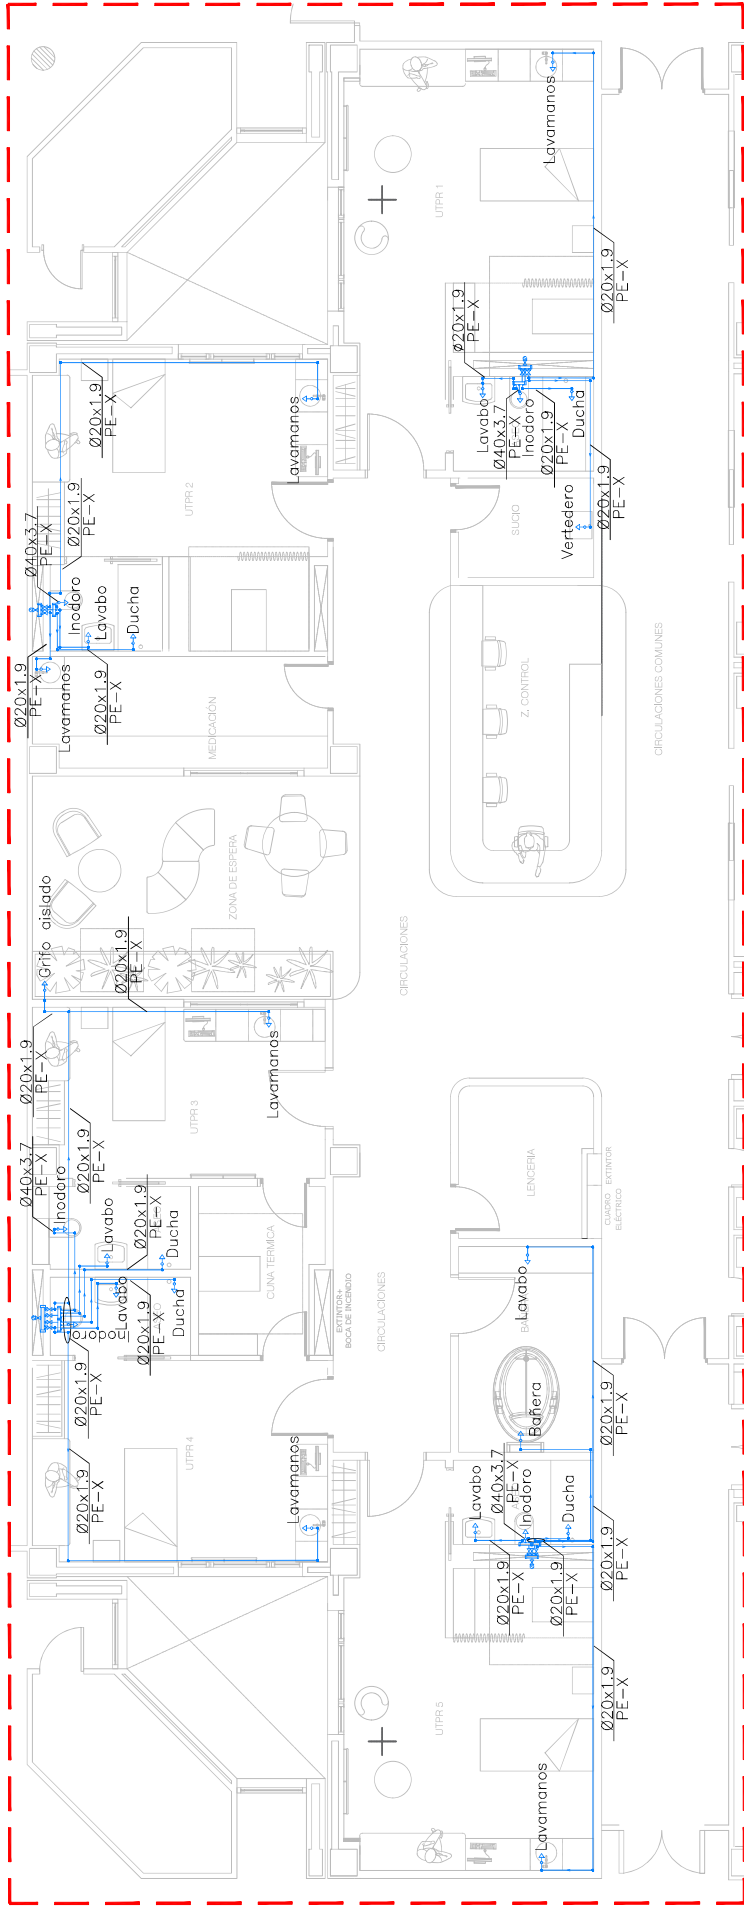 Lavamanos
UTPR 1
Ø20x1.9
PE-X
Ø20x1.9
PE-X
Lavabo
Ø40x3.7
PE-X
Inodoro
Ø20x1.9
PE-X
Ducha
Ø20x1.9
PE-X
Vertedero
SUCIO
Ø20x1.9
PE-X
Lavamanos
UTPR 2
Ø20x1.9
PE-X
Ø40x3.7
PE-X
Inodoro
Lavabo
Ducha
Ø20x1.9
PE-X
Lavamanos
Ø20x1.9
PE-X
MEDICACIÓN
Z. CONTROL
CIRCULACIONES COMUNES
ZONA DE ESPERA
Grifo aislado
Ø20x1.9
PE-X
CIRCULACIONES
Ø20x1.9
PE-X
Lavamanos
UTPR 3
Ø20x1.9
PE-X
Ø40x3.7
PE-X
Inodoro
Lavabo
Ø20x1.9
PE-X
Ducha
CUNA TERMICA
LENCERIA
CUADRO
ELÉCTRICO
EXTINTOR
EXTINTOR+
BOCA DE INCENDIO
CIRCULACIONES
Lavabo
Ø20x1.9
PE-X
Ducha
Ø20x1.9
PE-X
Ø20x1.9
PE-X
UTPR 4
Lavamanos
Lavabo
Ø20x1.9
PE-X
Bañera
Lavabo
Ø40x3.7
PE-X
Inodoro
Ducha
Ø20x1.9
PE-X
Ø20x1.9
PE-X
Ø20x1.9
PE-X
Ø20x1.9
PE-X
UTPR 5
Lavamanos